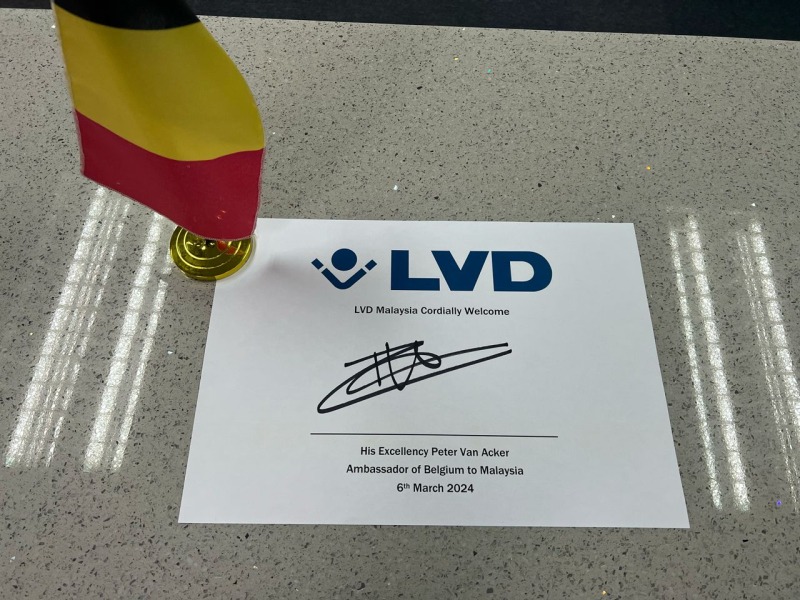 LVD
LVD Malaysia Cordially Welcome
His Excellency Peter Van Acker
Ambassador of Belgium to Malaysia
6th March 2024